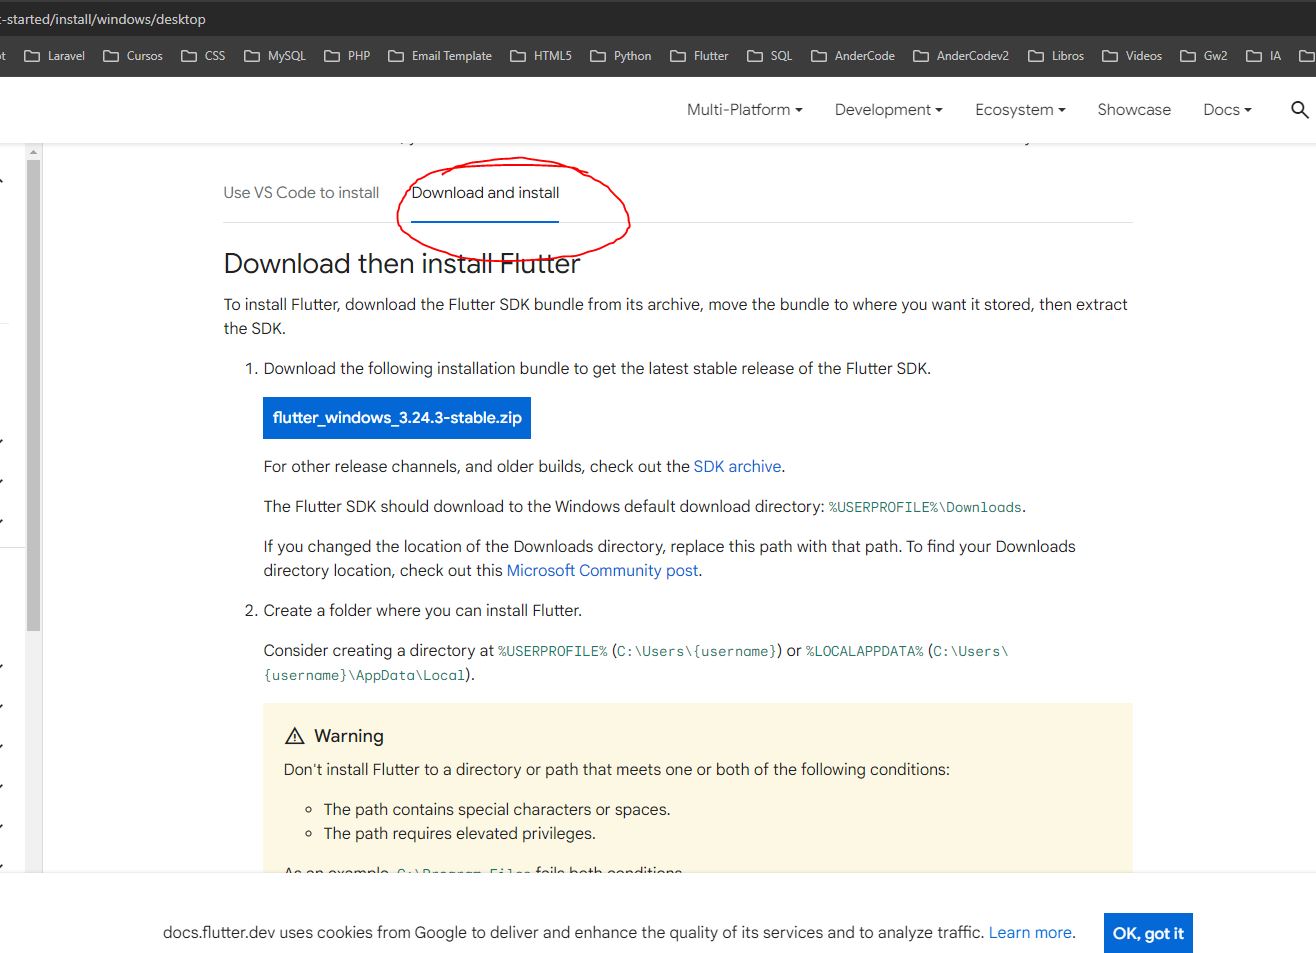 t-started/install/windows/desktop
Laravel Cursos CSS MySQL PHP Email Template HTML5 Python Flutter SQL AnderCode AnderCodev2 Libros Videos Gw2 IA
Multi-Platform Development Ecosystem Showcase Docs
Use VS Code to install Download and install
Download then install Flutter
To install Flutter, download the Flutter SDK bundle from its archive, move the bundle to where you want it stored, then extract
the SDK.
1. Download the following installation bundle to get the latest stable release of the Flutter SDK.
flutter_windows_3.24.3-stable.zip
For other release channels, and older builds, check out the SDK archive.
The Flutter SDK should download to the Windows default download directory: %USERPROFILE%\Downloads.
If you changed the location of the Downloads directory, replace this path with that path. To find your Downloads
directory location, check out this Microsoft Community post.
2. Create a folder where you can install Flutter.
Consider creating a directory at %USERPROFILE% (C:\Users\{username}) or %LOCALAPPDATA% (C:\Users\
{username}\AppData\Local).
Warning
Don't install Flutter to a directory or path that meets one or both of the following conditions:
The path contains special characters or spaces.
The path requires elevated privileges.
As an example, C:\Program Files fails both conditions.
docs.flutter.dev uses cookies from Google to deliver and enhance the quality of its services and to analyze traffic. Learn more.
OK, got it